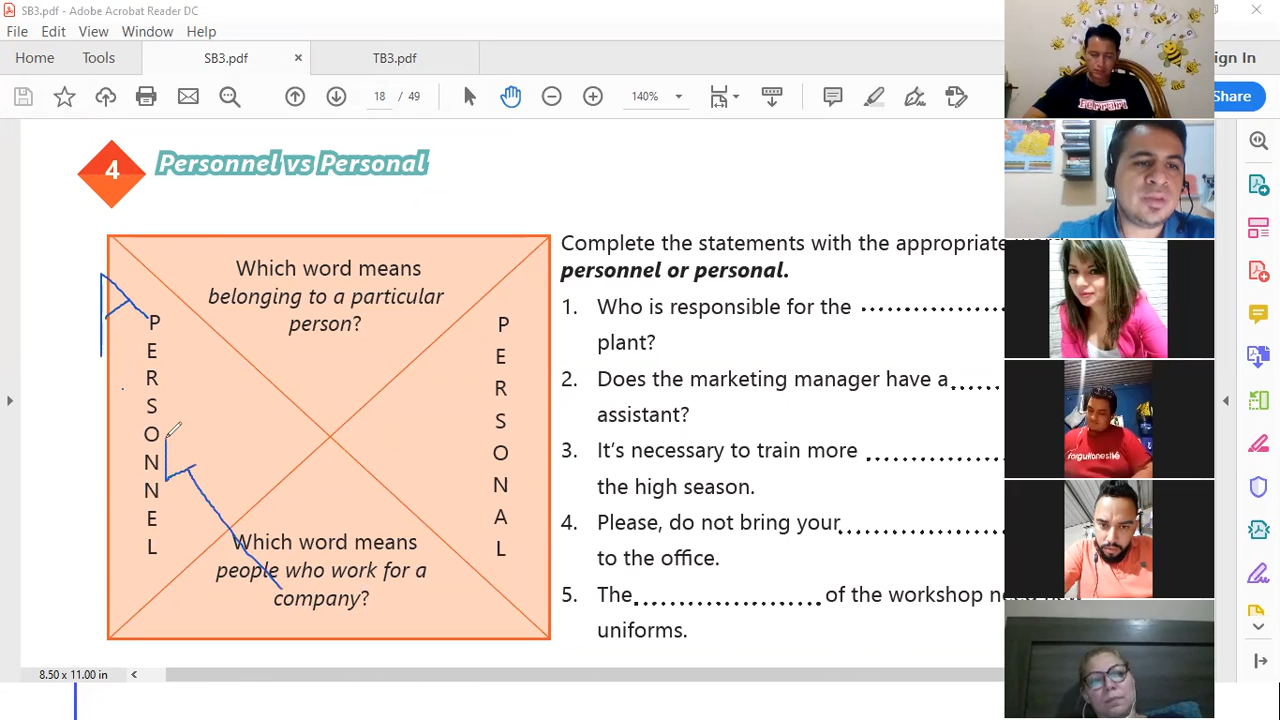 SB3.pdf - Adobe Acrobat Reader DC
File Edit View Window Help
Home Tools SB3.pdf × TB3.pdf Sign In
18 / 49 140% Share
4 Personnel vs Personal
Which word means
belonging to a particular
person?
PERSONNEL
PERSONAL
Which word means
people who work for a
company?
Complete the statements with the appropriate
personnel or personal.
1. Who is responsible for the ....................
plant?
2. Does the marketing manager have a......
assistant?
3. It's necessary to train more ....................
the high season.
4. Please, do not bring your....................
to the office.
5. The.................... of the workshop need
uniforms.
8.50 x 11.00 in
Ferrari